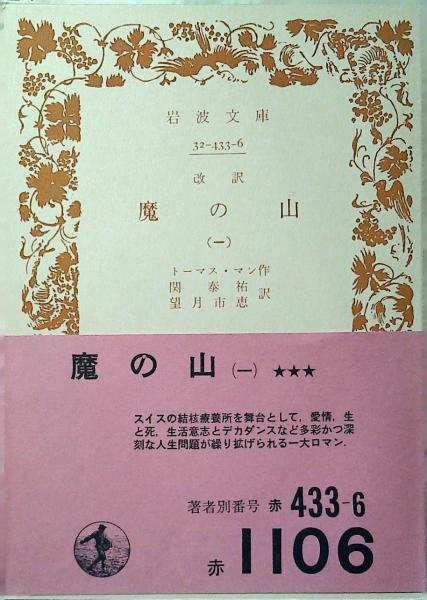 岩波文庫
32-433-6
改訳
魔の山
(一)
トーマス・マン作
関泰祐
望月市恵訳
魔の山(一)★★★
スイスの結核療養所を舞台として,愛情,生
と死,生活意志とデカダンスなど多彩かつ深
刻な人生問題が繰り拡げられる一大ロマン.
著者別番号 赤 433-6
赤 1106